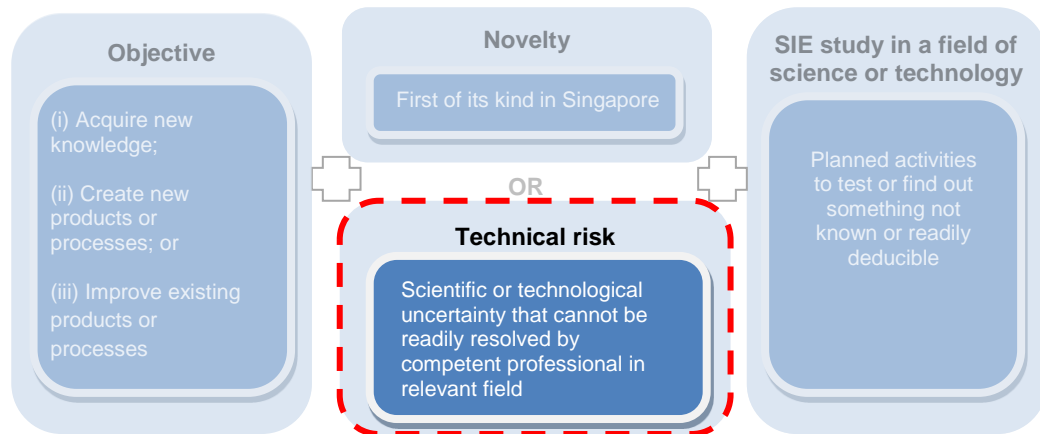 Objective
(i) Acquire new
knowledge;
(ii) Create new
products or
processes; or
(iii) Improve existing
products or
processes
Novelty
First of its kind in Singapore
OR
Technical risk
Scientific or technological
uncertainty that cannot be
readily resolved by
competent professional in
relevant field
SIE study in a field of
science or technology
Planned activities
to test or find out
something not
known or readily
deducible